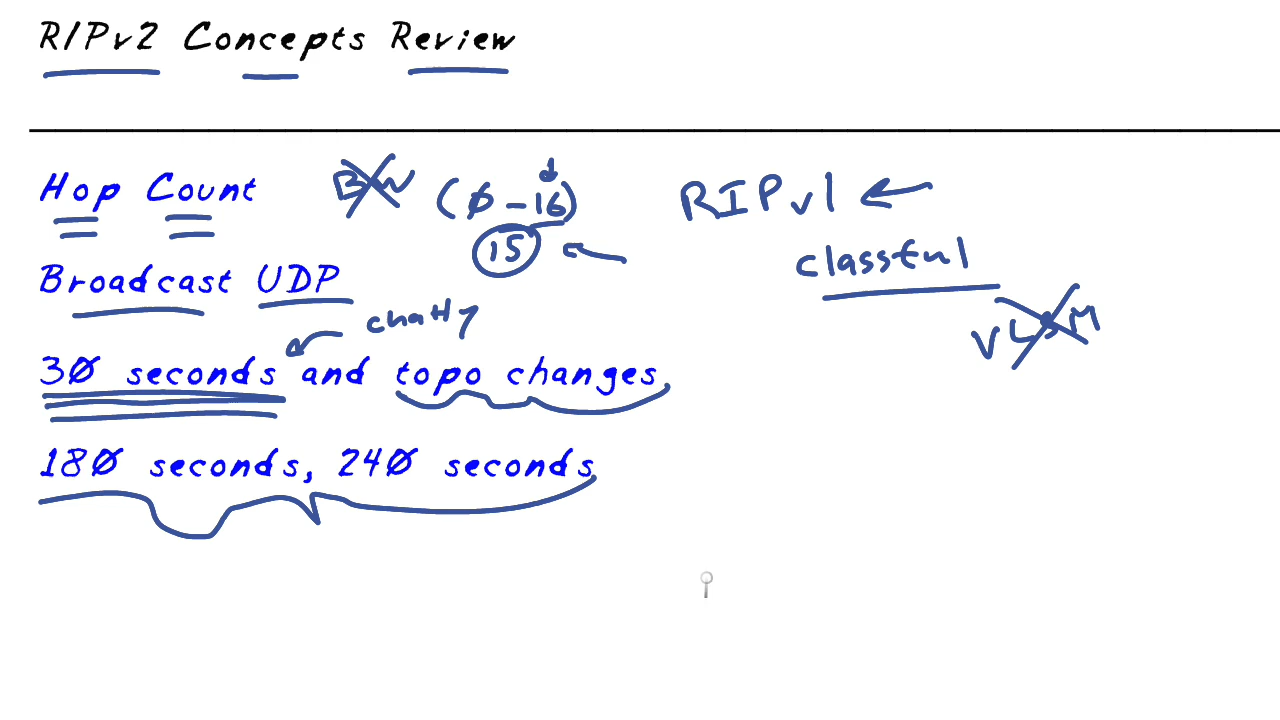 RIPv2 Concepts Review
Hop Count BW (0-16) RIPv1
15
classful
Broadcast UDP
chatty
VLSM
30 seconds and topo changes
180 seconds, 240 seconds